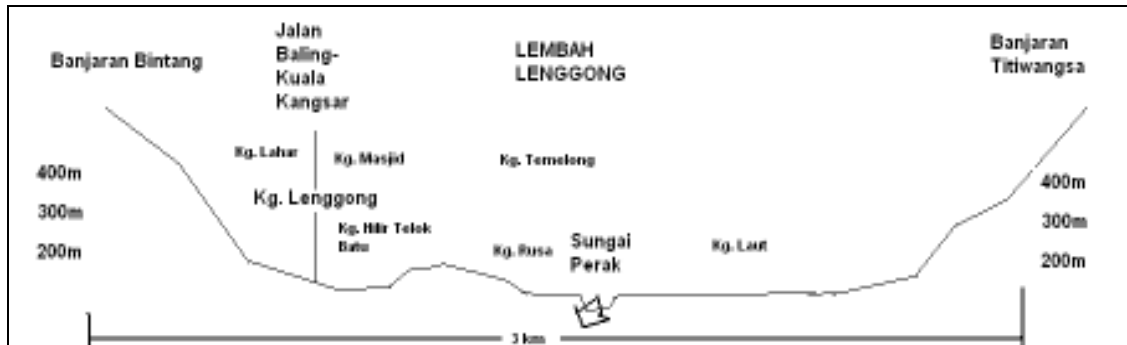 Banjaran Bintang
Jalan
Baling-
Kuala
Kangsar
LEMBAH
LENGGONG
Banjaran
Titiwangsa
Kg. Lahar
Kg. Masjid
Kg. Temelong
400m
300m
200m
Kg. Lenggong
Kg. Hilir Telok
Batu
Kg. Rusa
Sungai
Perak
Kg. Laut
400m
300m
200m
3 km